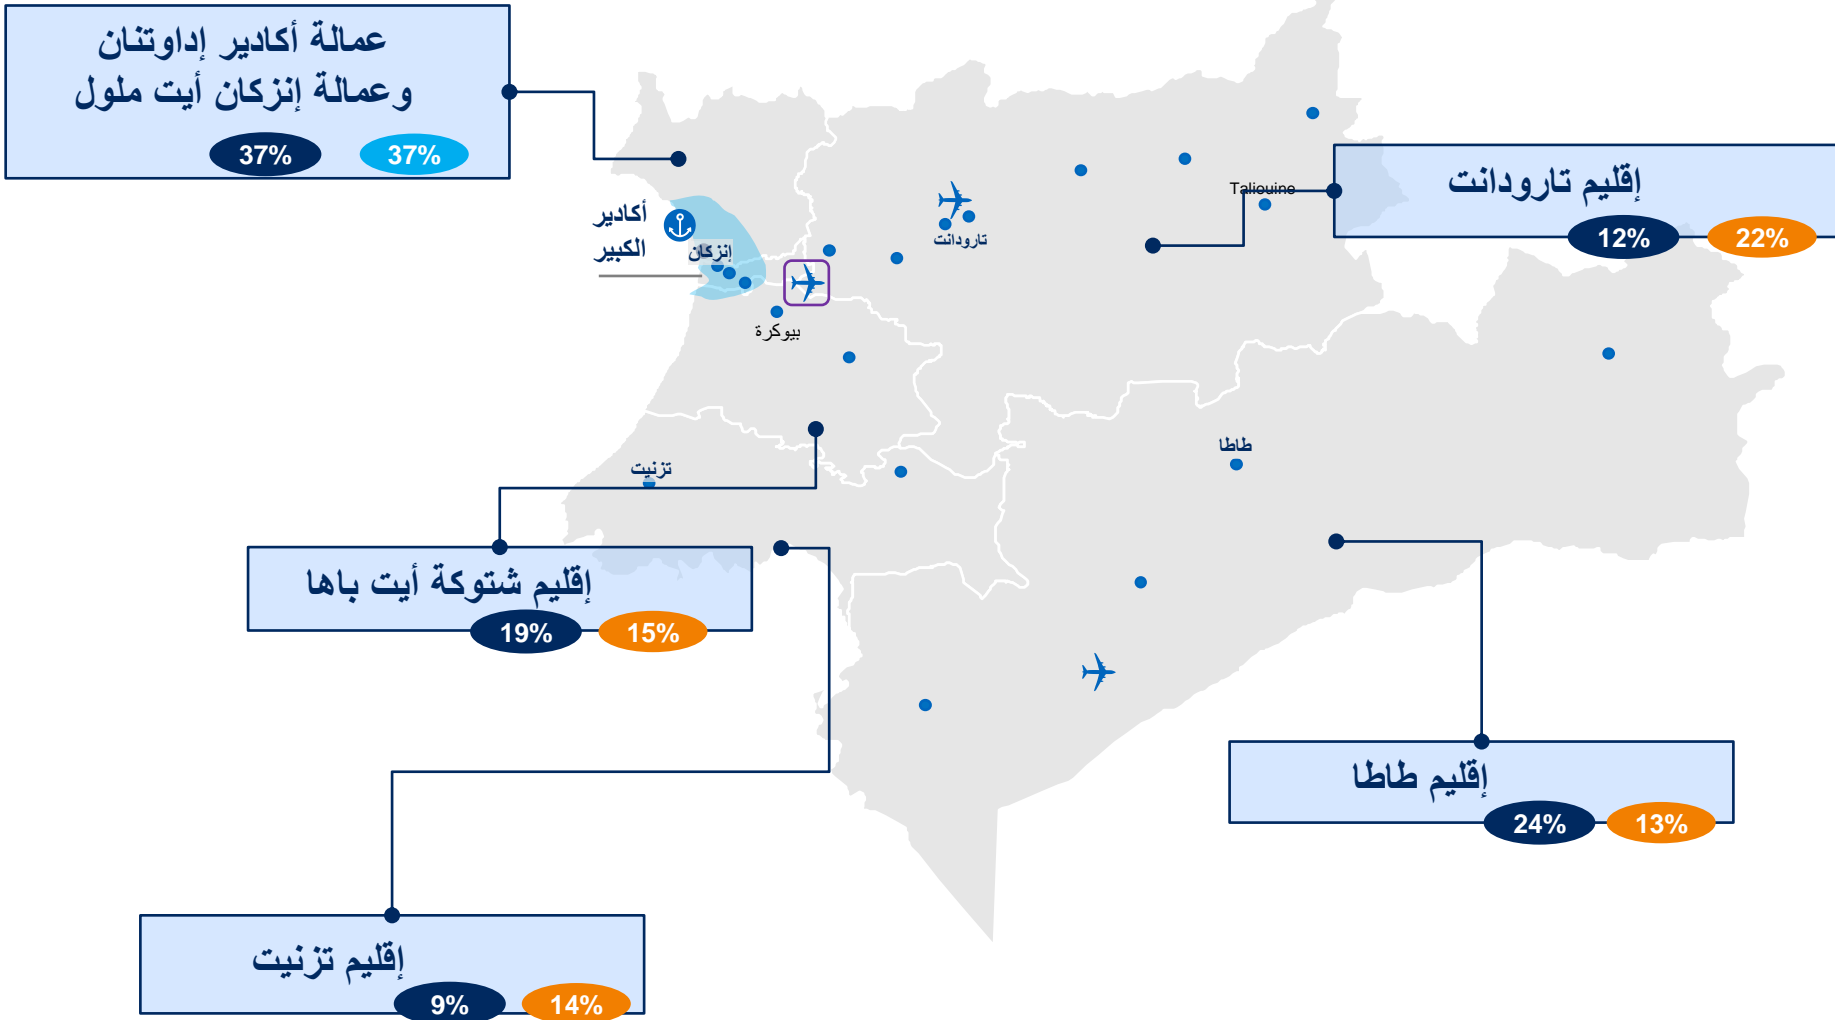 عمالة أكادير إداوتنان
وعمالة إنزكان أيت ملول
37% 37%
إقليم تارودانت
12% 22%
Taliouine
أكادير
الكبير
إنزكان
تارودانت
بيوكرة
طاطا
تزنيت
إقليم شتوكة أيت باها
19% 15%
إقليم طاطا
24% 13%
إقليم تزنيت
9% 14%